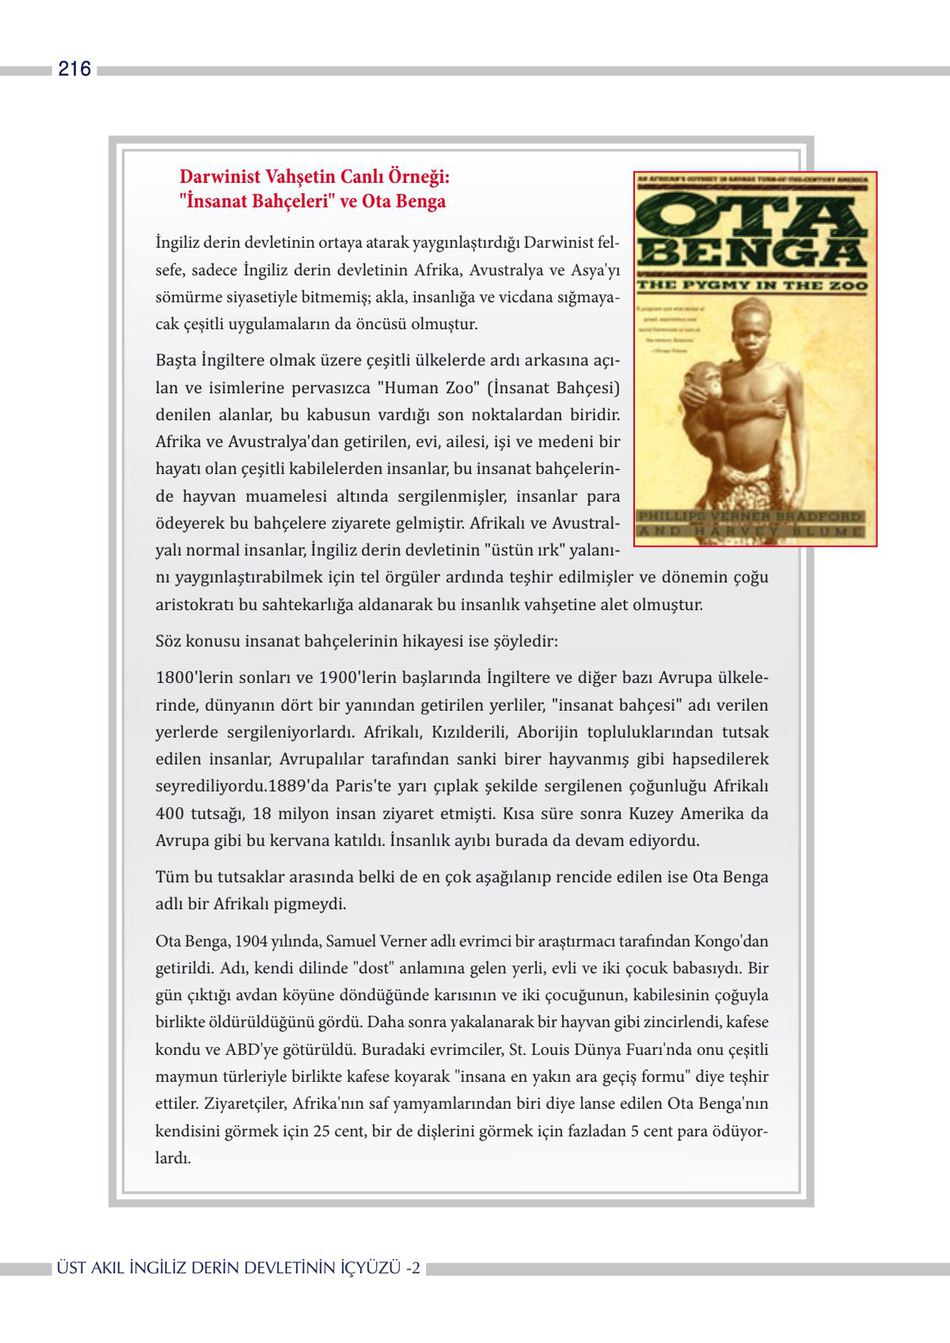 216
Darwinist Vahşetin Canlı Örneği:
"İnsanat Bahçeleri" ve Ota Benga
İngiliz derin devletinin ortaya atarak yaygınlaştırdığı Darwinist fel-
sefe, sadece İngiliz derin devletinin Afrika, Avustralya ve Asya'yı
sömürme siyasetiyle bitmemiş; akla, insanlığa ve vicdana sığmaya-
cak çeşitli uygulamaların da öncüsü olmuştur.
Başta İngiltere olmak üzere çeşitli ülkelerde ardı arkasına açı-
lan ve isimlerine pervasızca "Human Zoo" (İnsanat Bahçesi)
denilen alanlar, bu kabusun vardığı son noktalardan biridir.
Afrika ve Avustralya'dan getirilen, evi, ailesi, işi ve medeni bir
hayatı olan çeşitli kabilelerden insanlar, bu insanat bahçelerin-
de hayvan muamelesi altında sergilenmişler, insanlar para
ödeyerek bu bahçelere ziyarete gelmiştir. Afrikalı ve Avustral-
yalı normal insanlar, İngiliz derin devletinin "üstün ırk" yalanı-
nı yaygınlaştırabilmek için tel örgüler ardında teşhir edilmişler ve dönemin çoğu
aristokratı bu sahtekarlığa aldanarak bu insanlık vahşetine alet olmuştur.
Söz konusu insanat bahçelerinin hikayesi ise şöyledir:
1800'lerin sonları ve 1900'lerin başlarında İngiltere ve diğer bazı Avrupa ülkele-
rinde, dünyanın dört bir yanından getirilen yerliler, "insanat bahçesi" adı verilen
yerlerde sergileniyorlardı. Afrikalı, Kızılderili, Aborijin topluluklarından tutsak
edilen insanlar, Avrupalılar tarafından sanki birer hayvanmış gibi hapsedilerek
seyrediliyordu.1889'da Paris'te yarı çıplak şekilde sergilenen çoğunluğu Afrikalı
400 tutsağı, 18 milyon insan ziyaret etmişti. Kısa süre sonra Kuzey Amerika da
Avrupa gibi bu kervana katıldı. İnsanlık ayıbı burada da devam ediyordu.
Tüm bu tutsaklar arasında belki de en çok aşağılanıp rencide edilen ise Ota Benga
adlı bir Afrikalı pigmeydi.
Ota Benga, 1904 yılında, Samuel Verner adlı evrimci bir araştırmacı tarafından Kongo'dan
getirildi. Adı, kendi dilinde "dost" anlamına gelen yerli, evli ve iki çocuk babasıydı. Bir
gün çıktığı avdan köyüne döndüğünde karısının ve iki çocuğunun, kabilesinin çoğuyla
birlikte öldürüldüğünü gördü. Daha sonra yakalanarak bir hayvan gibi zincirlendi, kafese
kondu ve ABD'ye götürüldü. Buradaki evrimciler, St. Louis Dünya Fuarı'nda onu çeşitli
maymun türleriyle birlikte kafese koyarak "insana en yakın ara geçiş formu" diye teşhir
ettiler. Ziyaretçiler, Afrika'nın saf yamyamlarından biri diye lanse edilen Ota Benga'nın
kendisini görmek için 25 cent, bir de dişlerini görmek için fazladan 5 cent para ödüyor-
lardı.
AN AFRICAN'S ODYSSEY IN SAVAGE TURN-OF-THE-CENTURY AMERICA
OTA
BENGA
THE PYGMY IN THE ZOO
PHILLIPS VERNER BRADFORD
AND HARVEY BLUME
ÜST AKIL İNGİLİZ DERİN DEVLETİNİN İÇYÜZÜ -2